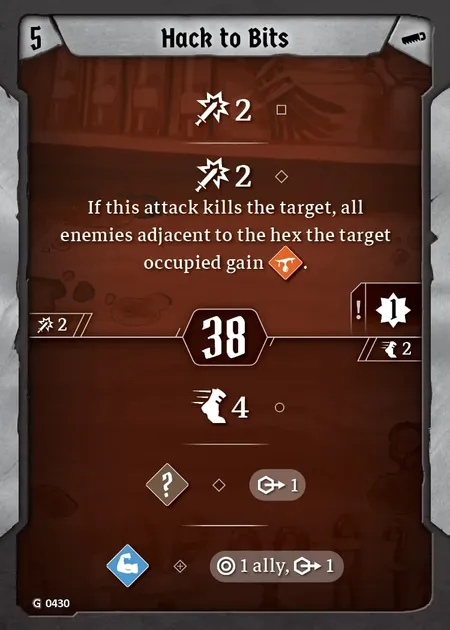 5 Hack to Bits
2
2
If this attack kills the target, all
enemies adjacent to the hex the target
occupied gain .
2
! 1
38
2
4
? 1
1 ally, 1
G 0430